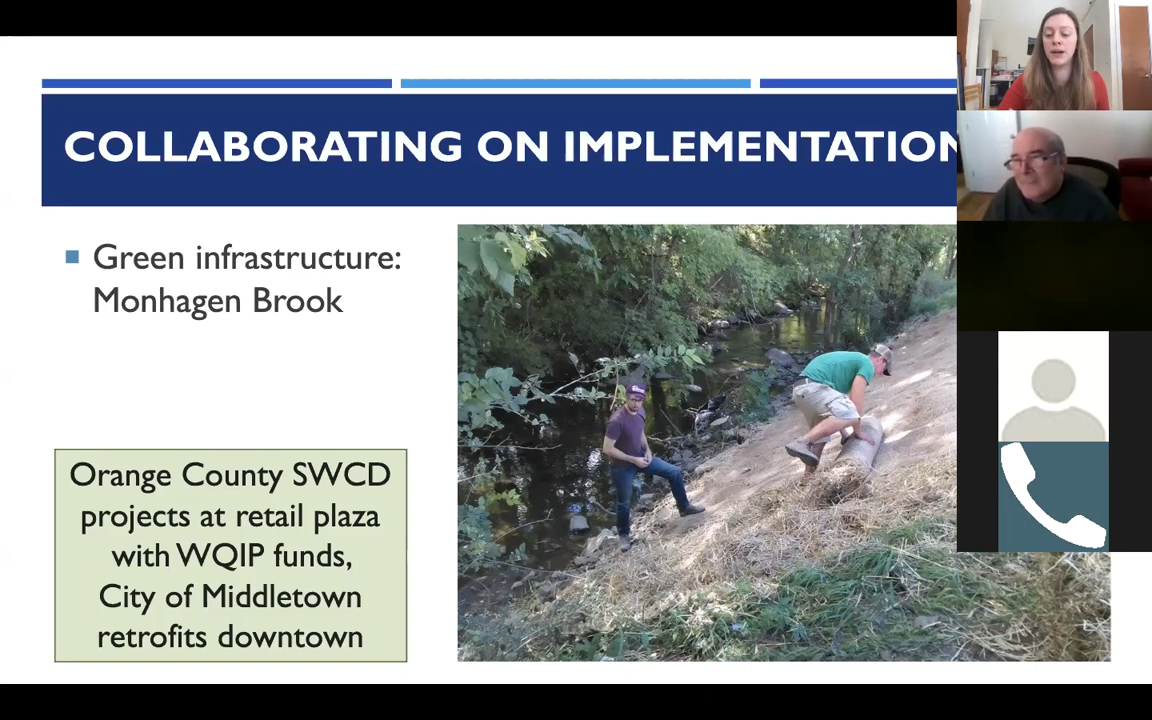 COLLABORATING ON IMPLEMENTATION
Green infrastructure:
Monhagen Brook
Orange County SWCD
projects at retail plaza
with WQIP funds,
City of Middletown
retrofits downtown